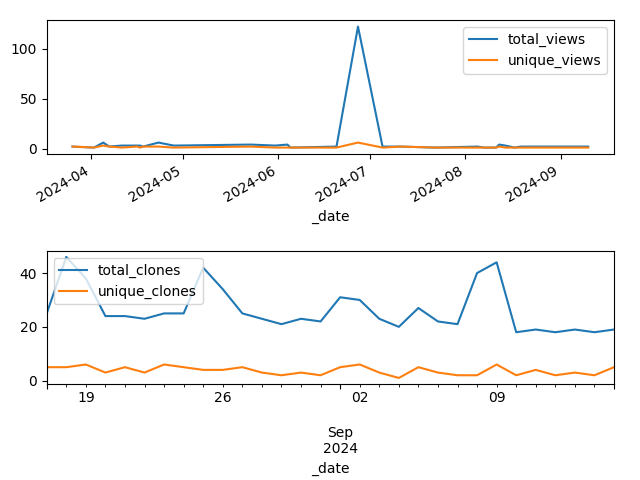 total_views
unique_views
100
50
0
2024-04 2024-05 2024-06 2024-07 2024-08 2024-09
_date
total_clones
unique_clones
40
20
0
19 26 02 09
Sep
2024
_date